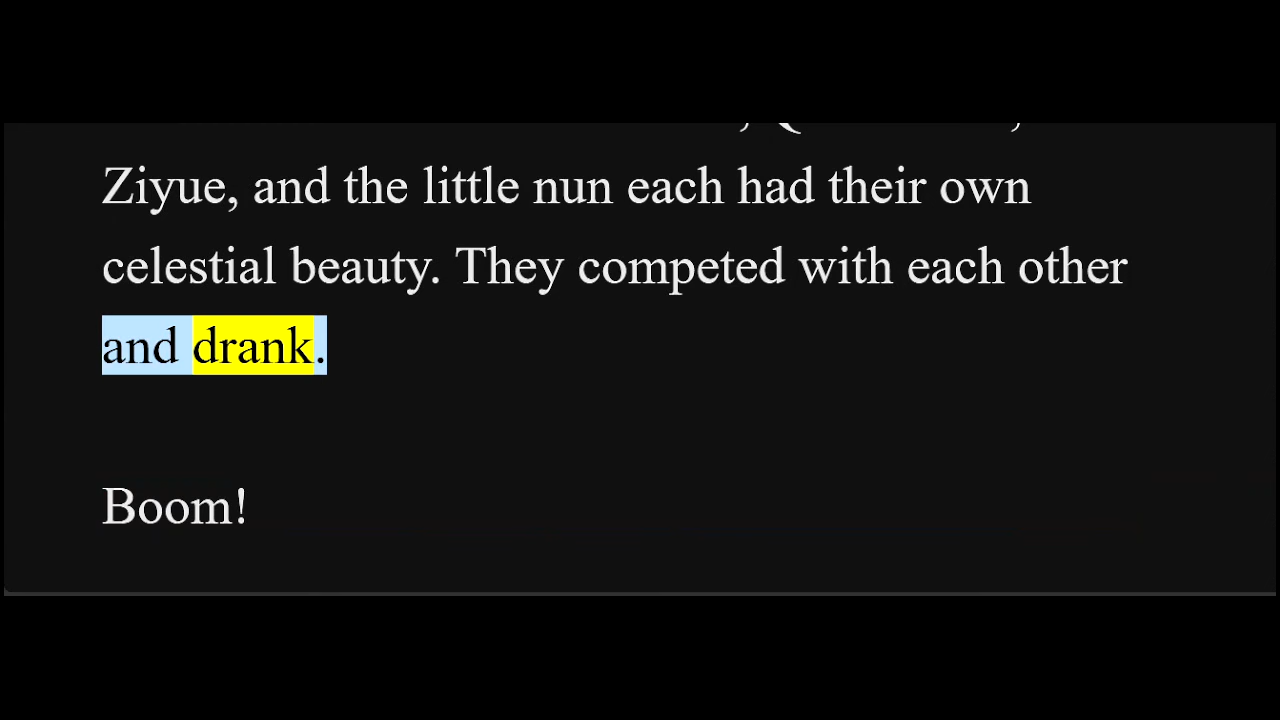 Ziyue, and the little nun each had their own
celestial beauty. They competed with each other
and drank.
Boom!